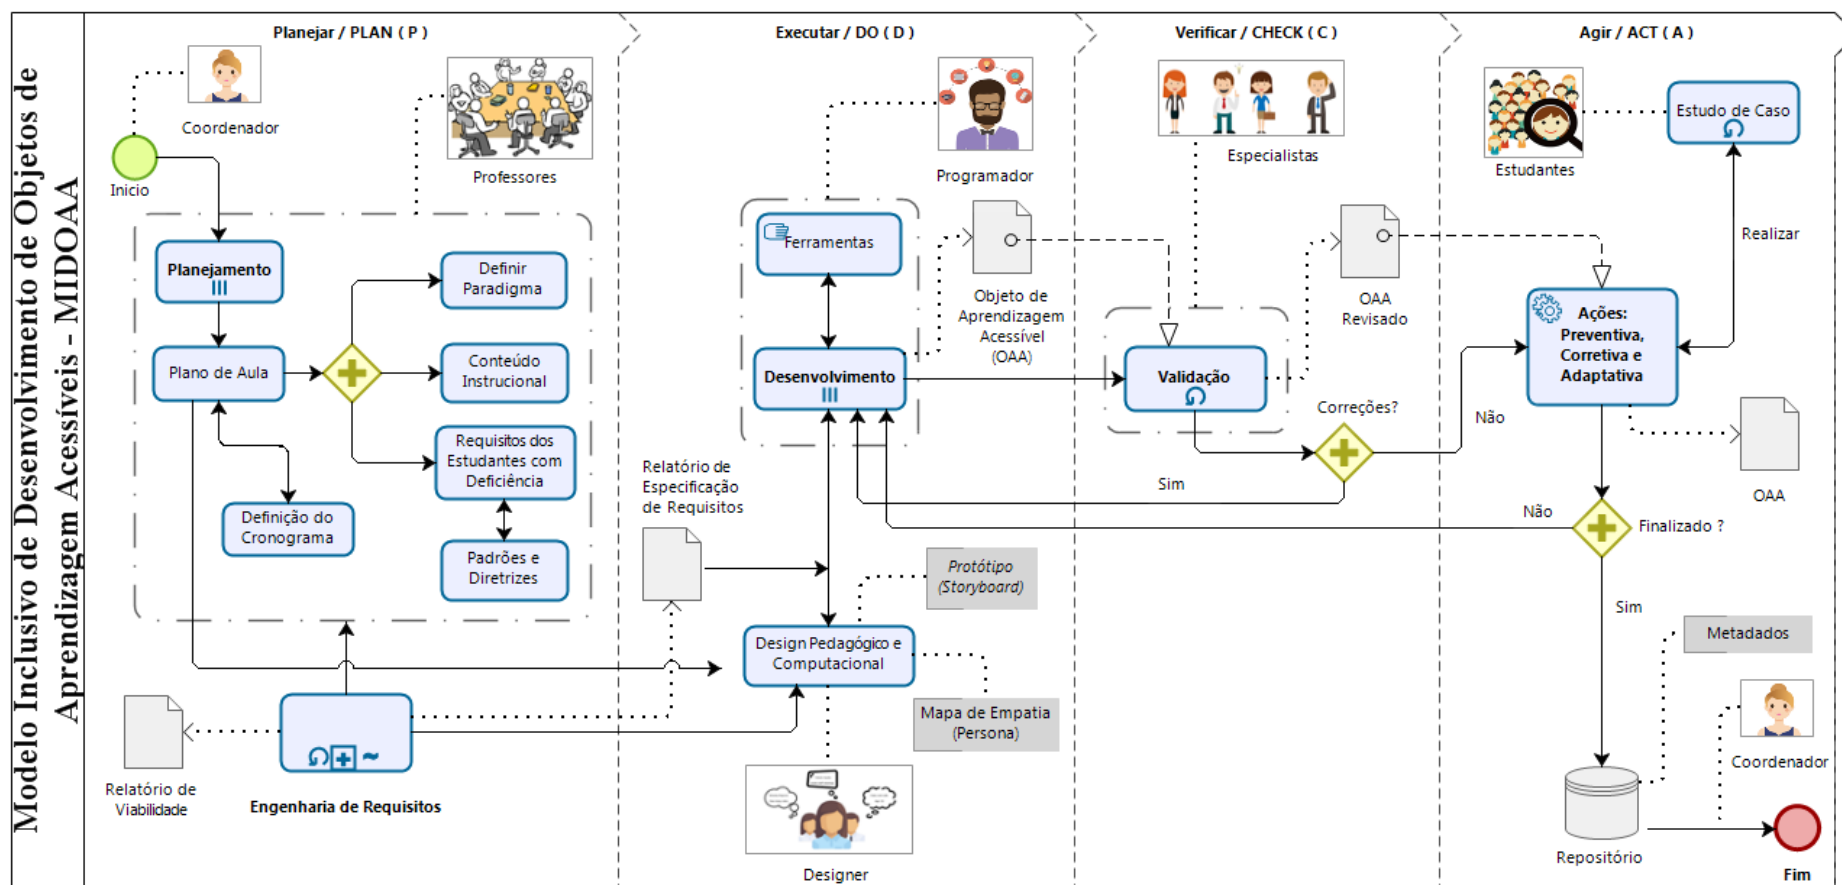 Modelo Inclusivo de Desenvolvimento de Objetos de
Aprendizagem Acessíveis - MIDOAA
Planejar / PLAN ( P )
Coordenador
Inicio
Professores
Planejamento
Plano de Aula
Definir
Paradigma
Conteúdo
Instrucional
Requisitos dos
Estudantes com
Deficiência
Definição do
Cronograma
Padrões e
Diretrizes
Relatório de
Viabilidade
Engenharia de Requisitos
Executar / DO ( D )
Programador
Ferramentas
Objeto de
Aprendizagem
Acessível
(OAA)
Desenvolvimento
Relatório de
Especificação
de Requisitos
Protótipo
(Storyboard)
Design Pedagógico e
Computacional
Mapa de Empatia
(Persona)
Designer
Verificar / CHECK ( C )
Especialistas
OAA
Revisado
Validação
Correções?
Sim
Agir / ACT ( A )
Estudantes
Estudo de Caso
Realizar
Ações:
Preventiva,
Corretiva e
Adaptativa
Não
OAA
Não
Finalizado ?
Sim
Metadados
Coordenador
Repositório
Fim